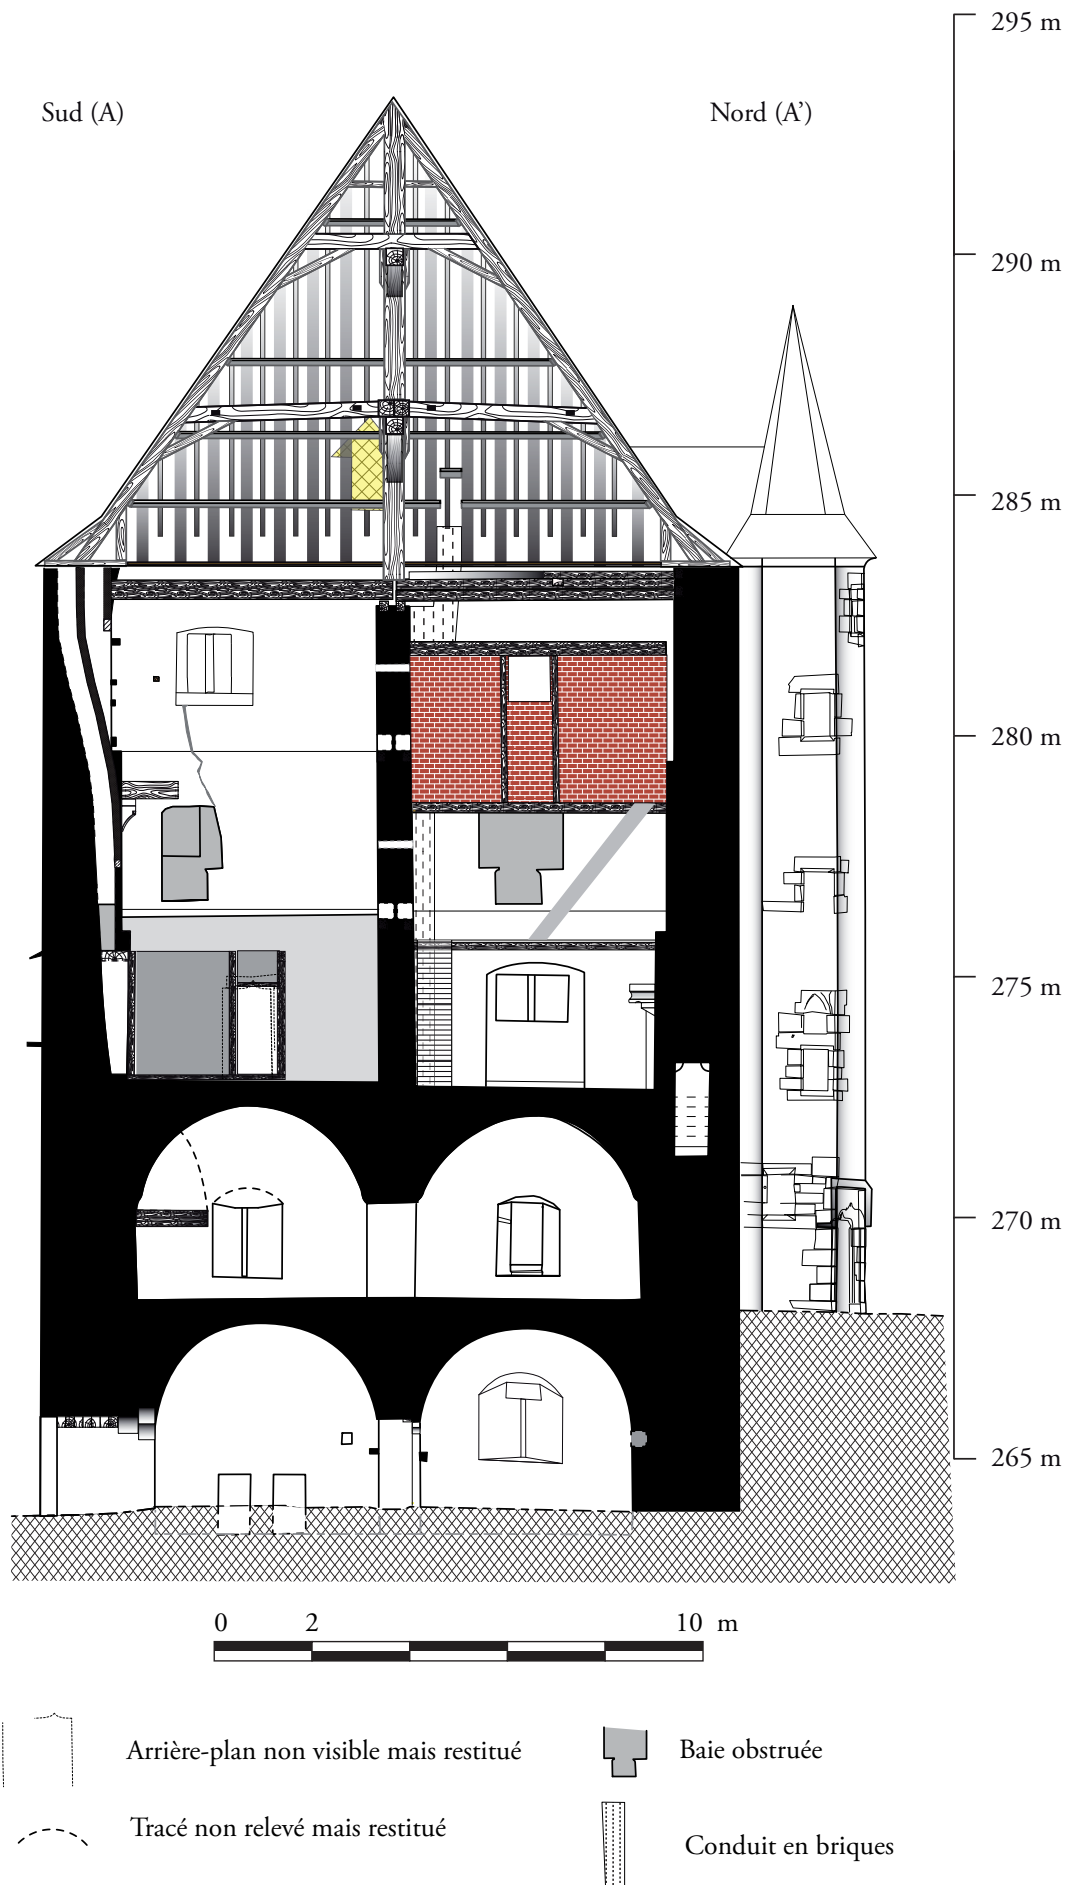 295 m
Sud (A)
Nord (A’)
290 m
285 m
280 m
275 m
270 m
265 m
0 2 10 m
Arrière-plan non visible mais restitué
Baie obstruée
Tracé non relevé mais restitué
Conduit en briques